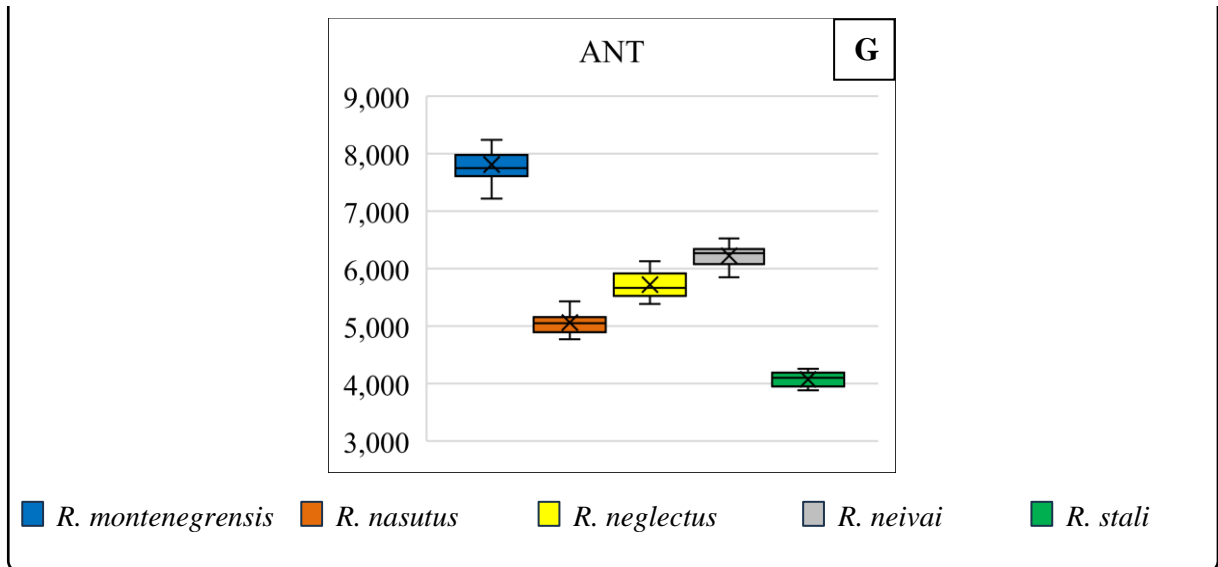 ANT
G
9,000
8,000
7,000
6,000
5,000
4,000
3,000
R. montenegrensis R. nasutus R. neglectus R. neivai R. stali